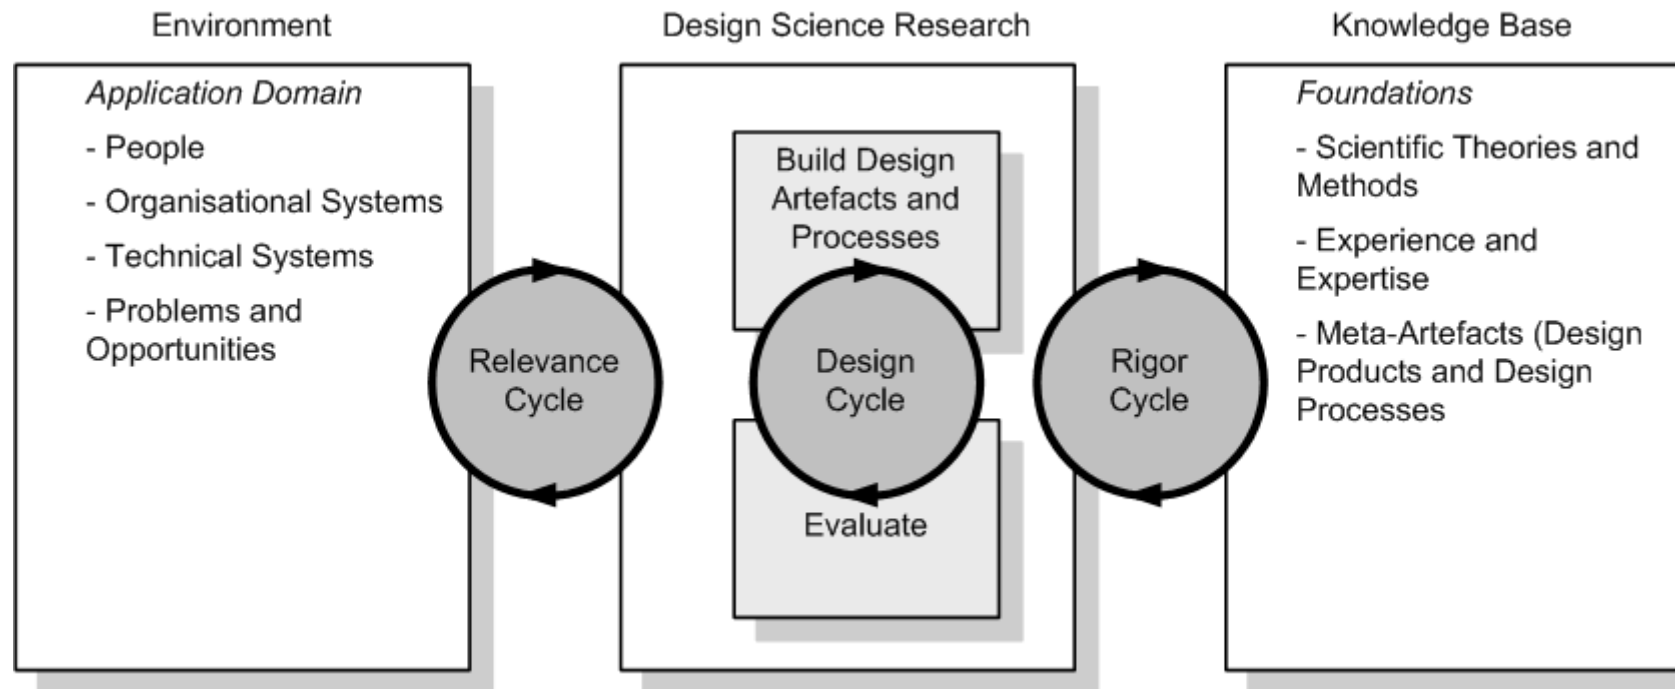 Environment
Application Domain
- People
- Organisational Systems
- Technical Systems
- Problems and
Opportunities
Relevance
Cycle
Design Science Research
Build Design
Artefacts and
Processes
Design
Cycle
Evaluate
Rigor
Cycle
Knowledge Base
Foundations
- Scientific Theories and
Methods
- Experience and
Expertise
- Meta-Artefacts (Design
Products and Design
Processes